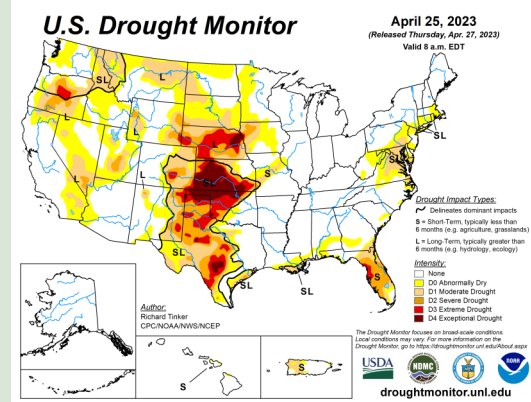 U.S. Drought Monitor
April 25, 2023
(Released Thursday, Apr. 27, 2023)
Valid 8 a.m. EDT
SL
L
L
L
L
L
L
SL
S
SL
SL
SL
SL
SL
SL
S
Drought Impact Types:
Delineates dominant impacts
S = Short-Term, typically less than
6 months (e.g. agriculture, grasslands)
L = Long-Term, typically greater than
6 months (e.g. hydrology, ecology)
Intensity:
None
D0 Abnormally Dry
D1 Moderate Drought
D2 Severe Drought
D3 Extreme Drought
D4 Exceptional Drought
Author:
Richard Tinker
CPC/NOAA/NWS/NCEP
S
S
The Drought Monitor focuses on broad-scale conditions.
Local conditions may vary. For more information on the
Drought Monitor, go to https://droughtmonitor.unl.edu/About.aspx
USDA
NDMC
NOAA
droughtmonitor.unl.edu